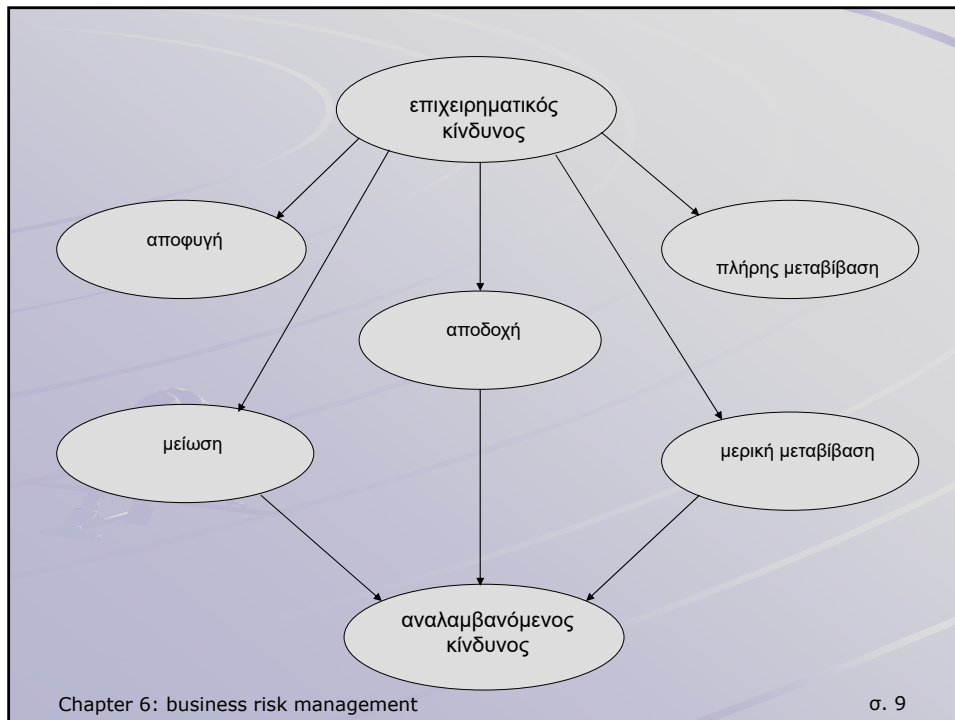 επιχειρηματικός
κίνδυνος
αποφυγή
πλήρης μεταβίβαση
αποδοχή
μείωση
μερική μεταβίβαση
αναλαμβανόμενος
κίνδυνος
Chapter 6: business risk management
σ. 9